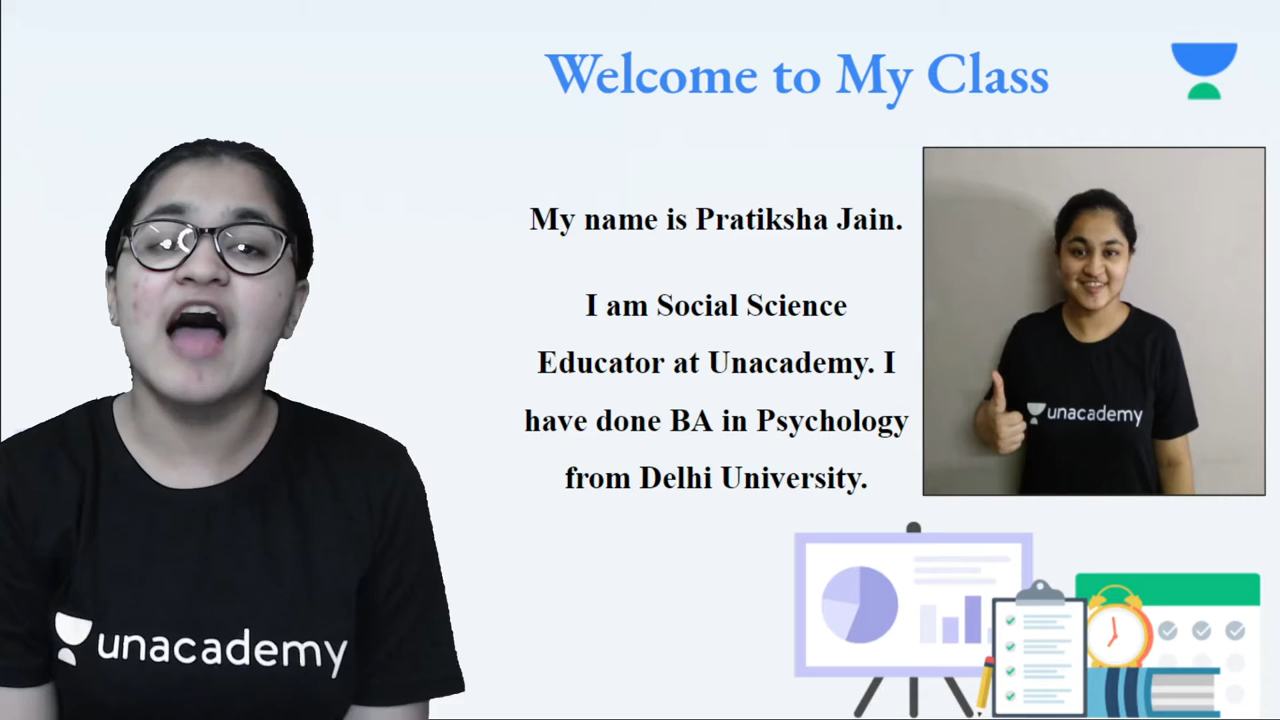 Welcome to My Class
My name is Pratiksha Jain.
I am Social Science
Educator at Unacademy. I
have done BA in Psychology
from Delhi University.
unacademy
unacademy